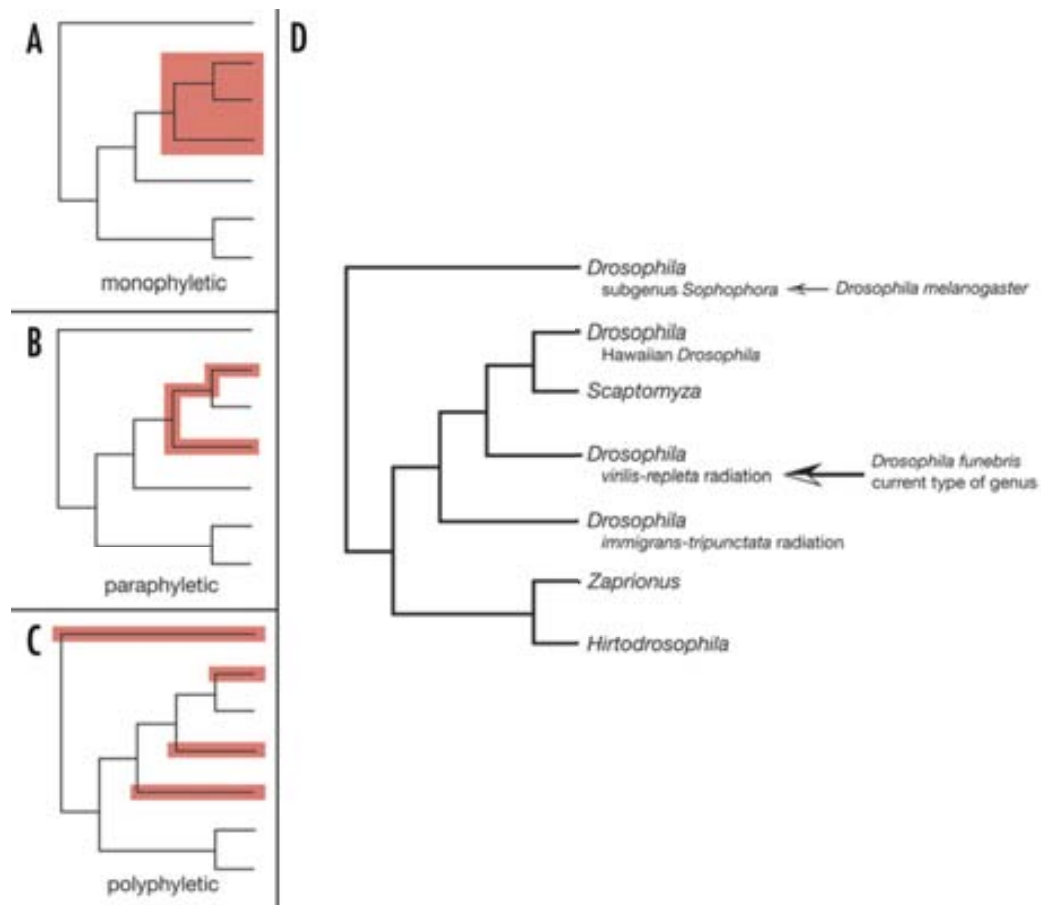 A
monophyletic
B
paraphyletic
C
polyphyletic
D
Drosophila
subgenus Sophophora
Drosophila melanogaster
Drosophila
Hawaiian Drosophila
Scaptomyza
Drosophila
virilis-repleta radiation
Drosophila funebris
current type of genus
Drosophila
immigrans-tripunctata radiation
Zaprionus
Hirtodrosophila